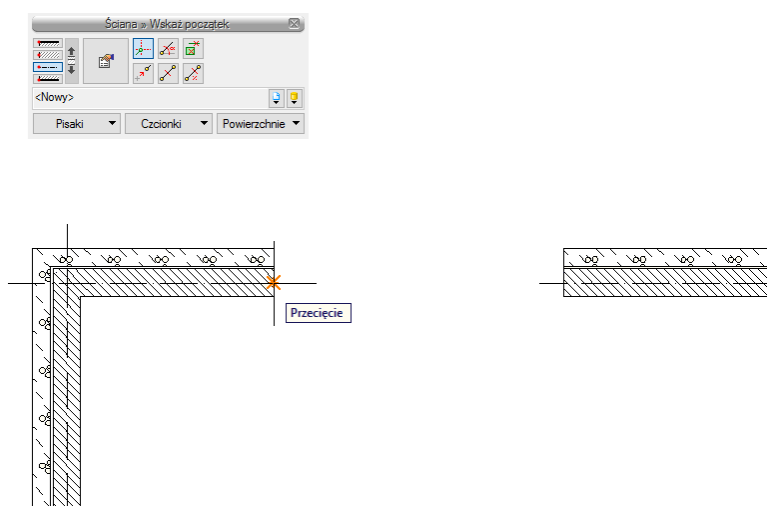 Ściana » Wskaż początek
<Nowy>
Pisaki
Czcionki
Powierzchnie
Przecięcie